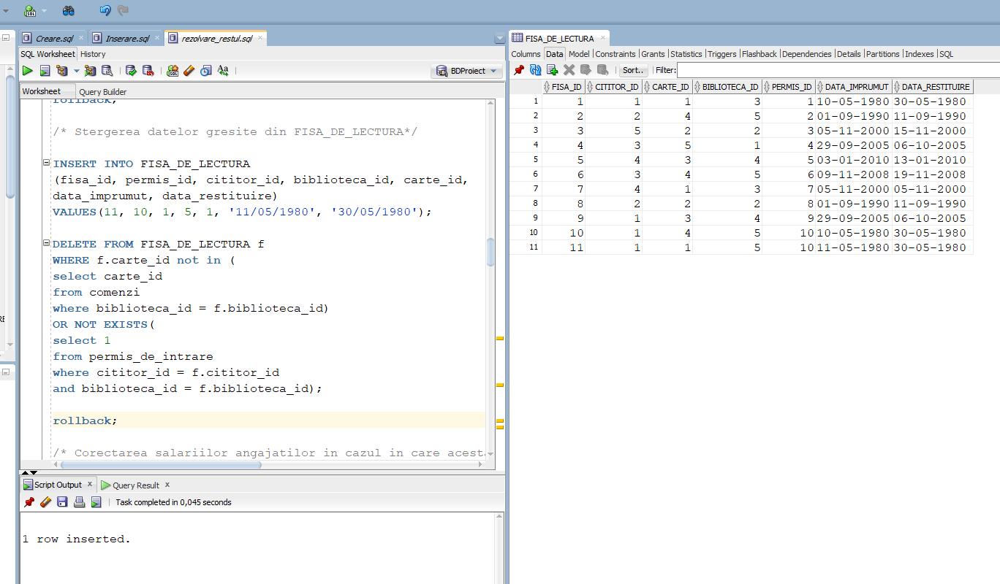 SQL
Creare.sql × Inserare.sql × rezolvare_restul.sql ×
SQL Worksheet History
SQL Aa BDProject
Worksheet Query Builder
rollback;
/* Stergerea datelor gresite din FISA_DE_LECTURA*/
INSERT INTO FISA_DE_LECTURA
(fisa_id, permis_id, cititor_id, biblioteca_id, carte_id,
data_imprumut, data_restituire)
VALUES(11, 10, 1, 5, 1, '11/05/1980', '30/05/1980');
DELETE FROM FISA_DE_LECTURA f
WHERE f.carte_id not in (
select carte_id
from comenzi
where biblioteca_id = f.biblioteca_id)
OR NOT EXISTS(
select 1
from permis_de_intrare
where cititor_id = f.cititor_id
and biblioteca_id = f.biblioteca_id);
rollback;
/* Corectarea salariilor angajatilor in cazul in care acest
Script Output × Query Result ×
Task completed in 0,045 seconds
1 row inserted.
FISA_DE_LECTURA ×
Columns Data Model Constraints Grants Statistics Triggers Flashback Dependencies Details Partitions Indexes SQL
Sort.. Filter:
FISA_ID CITITOR_ID CARTE_ID BIBLIOTECA_ID PERMIS_ID DATA_IMPRUMUT DATA_RESTITUIRE
1 1 1 1 3 1 10-05-1980 30-05-1980
2 2 2 4 5 2 01-09-1990 11-09-1990
3 3 5 2 2 3 05-11-2000 15-11-2000
4 4 3 5 1 4 29-09-2005 06-10-2005
5 5 4 3 4 5 03-01-2010 13-01-2010
6 6 3 4 5 6 09-11-2008 19-11-2008
7 7 4 1 3 7 05-11-2000 05-11-2000
8 8 2 2 2 8 01-09-1990 11-09-1990
9 9 1 3 4 9 29-09-2005 06-10-2005
10 10 1 4 5 10 10-05-1980 30-05-1980
11 11 1 1 5 10 11-05-1980 30-05-1980